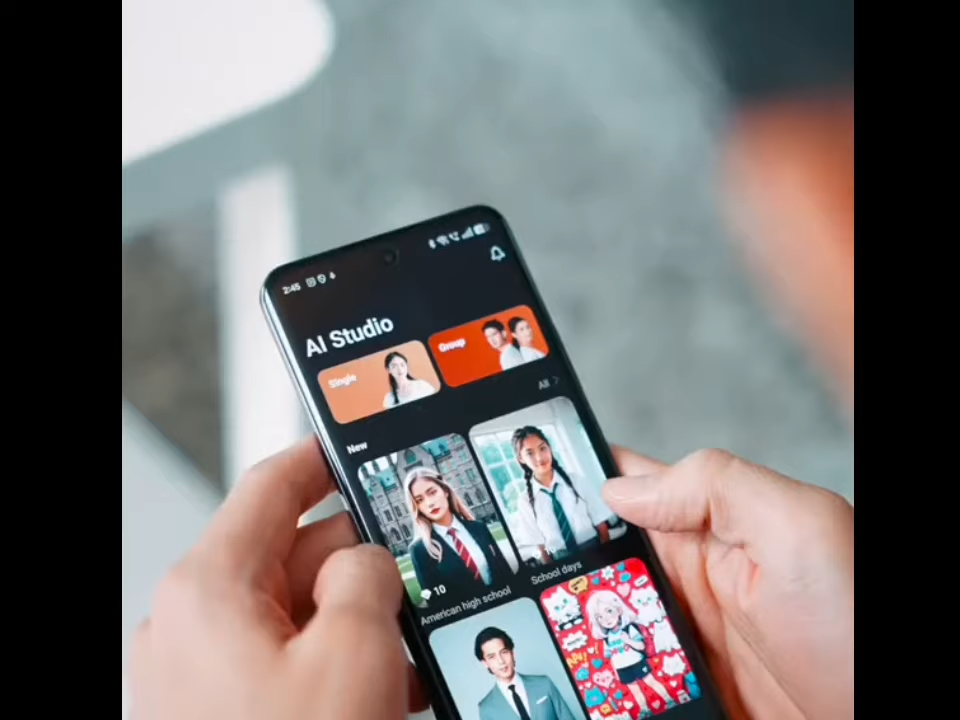 2:45
AI Studio
Single
Group
All >
New
10
American high school
School days